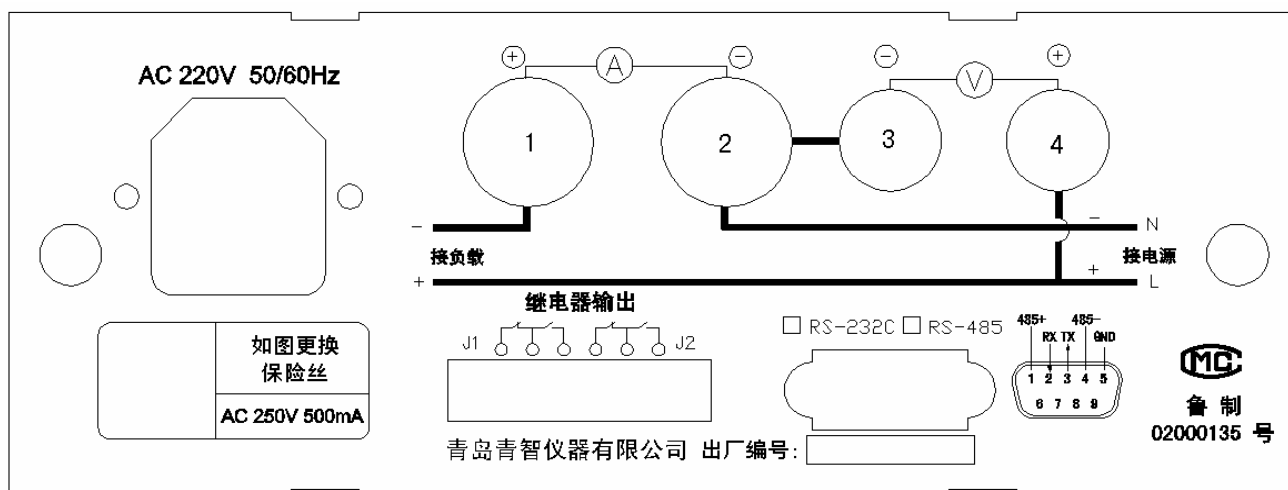 AC 220V 50/60Hz
+ A - - V +
1 2 3 4
- - N
接负载 接电源
+ + L
继电器输出
J1 J2
RS-232C RS-485
485+ 485-
RX TX GND
1 2 3 4 5
6 7 8 9
如图更换
保险丝
AC 250V 500mA
MC
鲁 制
02000135 号
青岛青智仪器有限公司 出厂编号: